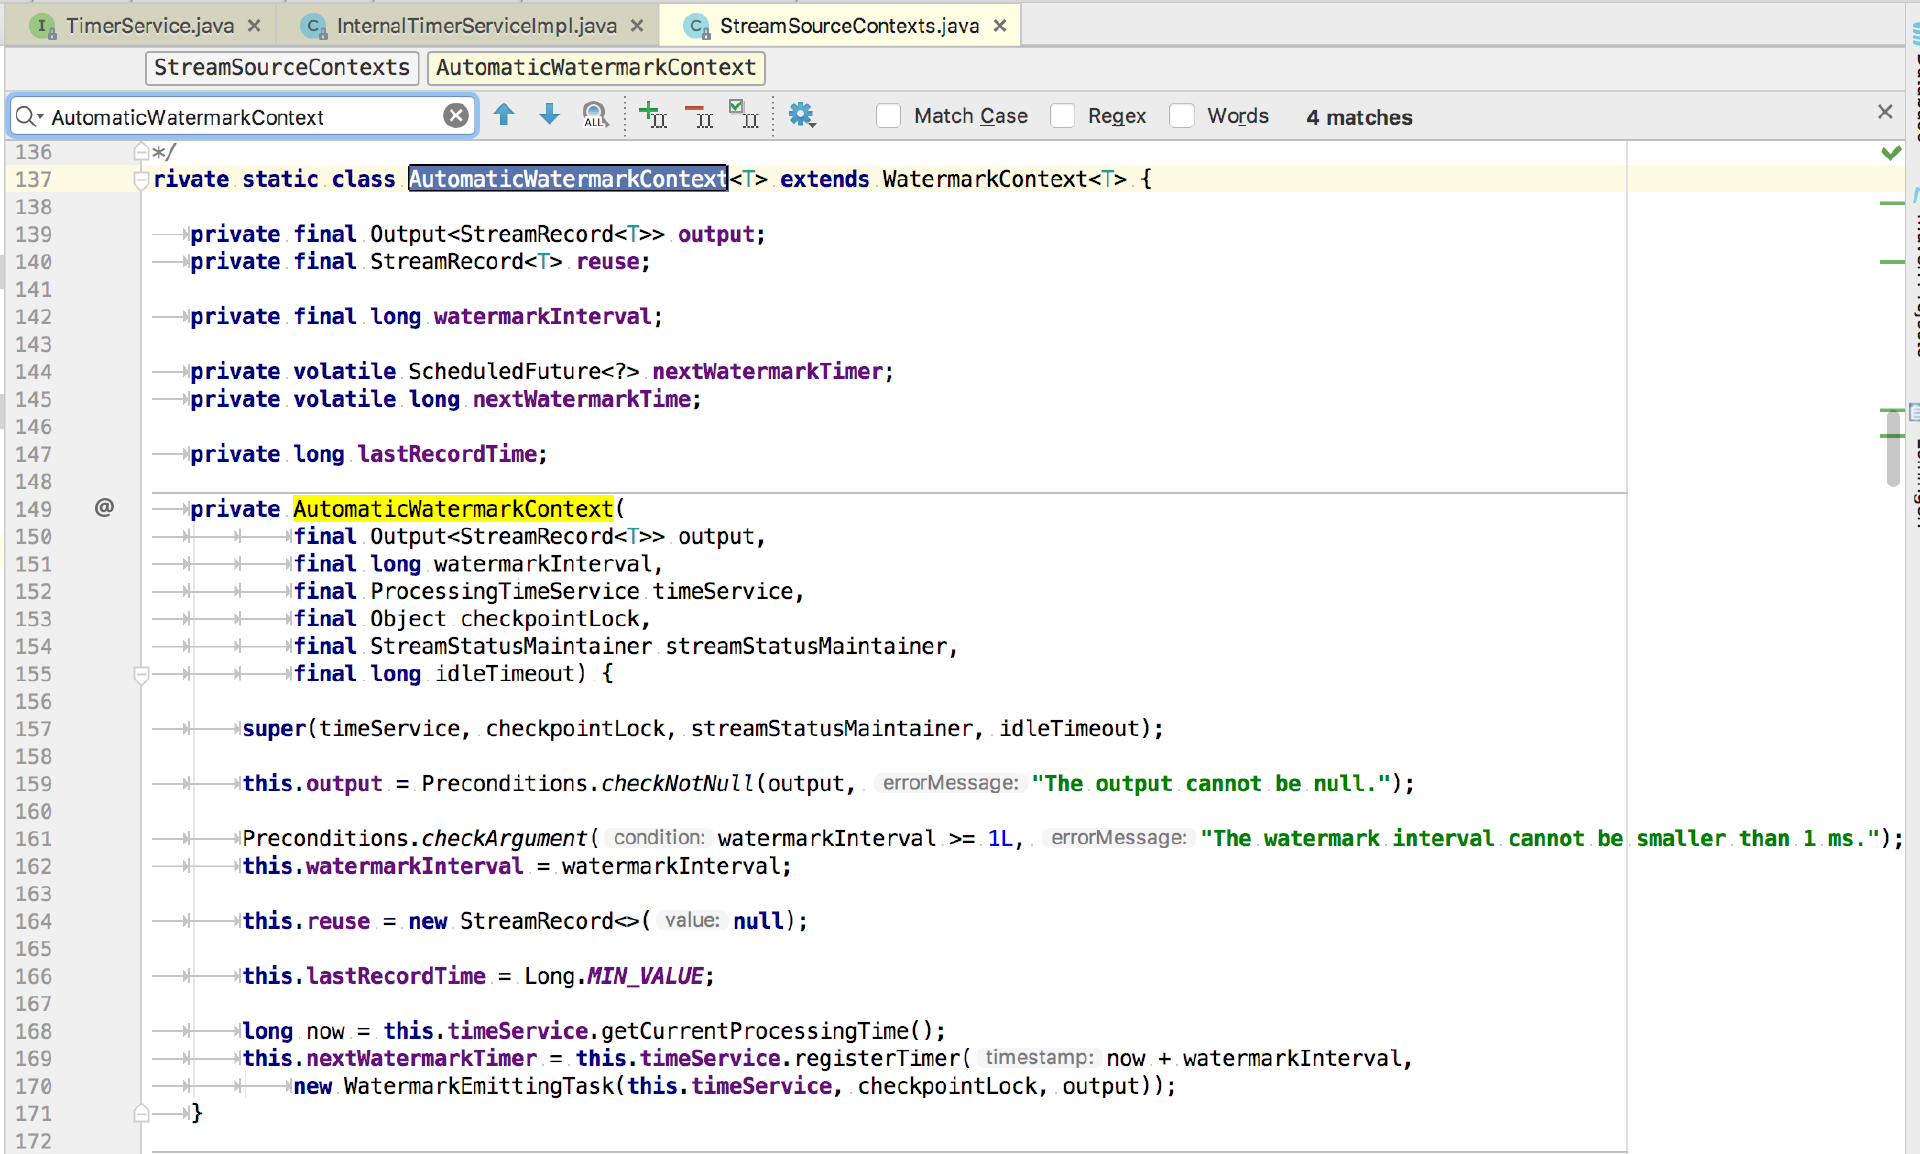 TimerService.java InternalTimerServiceImpl.java StreamSourceContexts.java
StreamSourceContexts AutomaticWatermarkContext
AutomaticWatermarkContext ALL Match Case Regex Words 4 matches
136 */
137 rivate static class AutomaticWatermarkContext<T> extends WatermarkContext<T> {
138
139 private final Output<StreamRecord<T>> output;
140 private final StreamRecord<T> reuse;
141
142 private final long watermarkInterval;
143
144 private volatile ScheduledFuture<?> nextWatermarkTimer;
145 private volatile long nextWatermarkTime;
146
147 private long lastRecordTime;
148
149 @ private AutomaticWatermarkContext(
150 final Output<StreamRecord<T>> output,
151 final long watermarkInterval,
152 final ProcessingTimeService timeService,
153 final Object checkpointLock,
154 final StreamStatusMaintainer streamStatusMaintainer,
155 final long idleTimeout) {
156
157 super(timeService, checkpointLock, streamStatusMaintainer, idleTimeout);
158
159 this.output = Preconditions.checkNotNull(output, errorMessage: "The output cannot be null.");
160
161 Preconditions.checkArgument( condition: watermarkInterval >= 1L, errorMessage: "The watermark interval cannot be smaller than 1 ms.");
162 this.watermarkInterval = watermarkInterval;
163
164 this.reuse = new StreamRecord<>( value: null);
165
166 this.lastRecordTime = Long.MIN_VALUE;
167
168 long now = this.timeService.getCurrentProcessingTime();
169 this.nextWatermarkTimer = this.timeService.registerTimer( timestamp: now + watermarkInterval,
170 new WatermarkEmittingTask(this.timeService, checkpointLock, output));
171 }
172